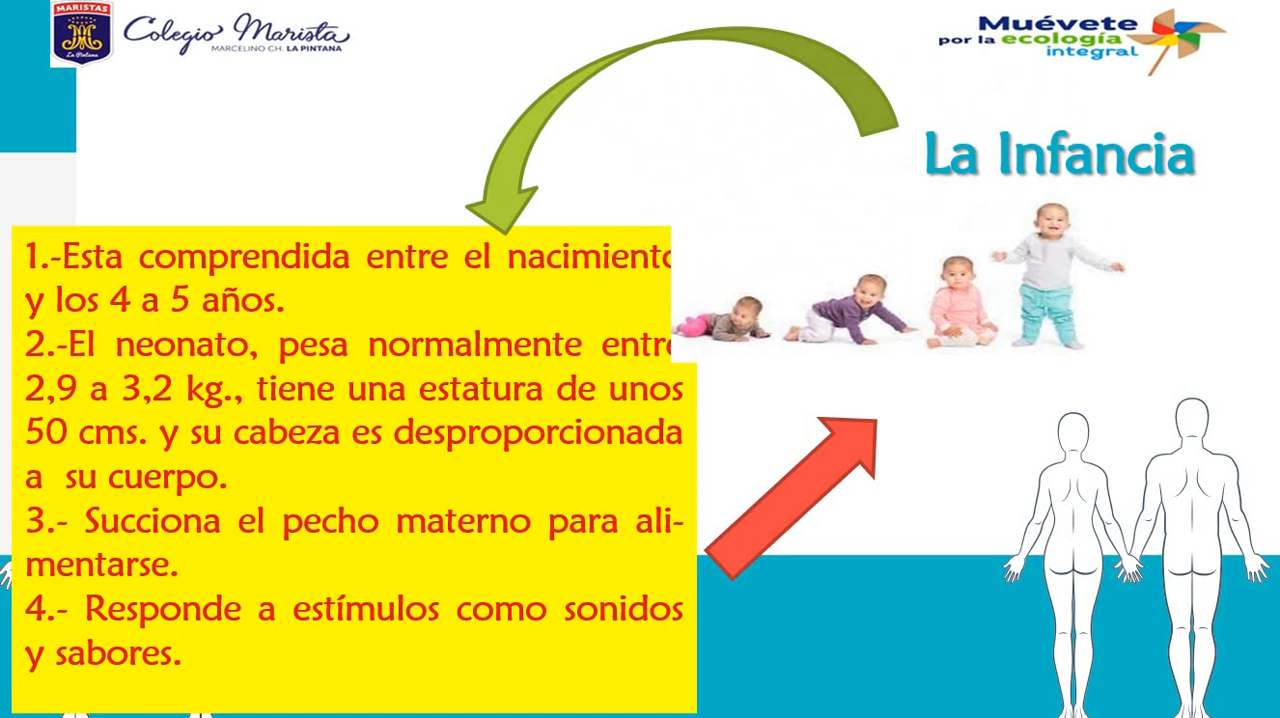 MARISTAS
La Pintana
Colegio Marista
MARCELINO CH. LA PINTANA
Muévete
por la ecología
integral
La Infancia
1.-Esta comprendida entre el nacimiento
y los 4 a 5 años.
2.-El neonato, pesa normalmente entre
2,9 a 3,2 kg., tiene una estatura de unos
50 cms. y su cabeza es desproporcionada
a su cuerpo.
3.- Succiona el pecho materno para ali-
mentarse.
4.- Responde a estímulos como sonidos
y sabores.